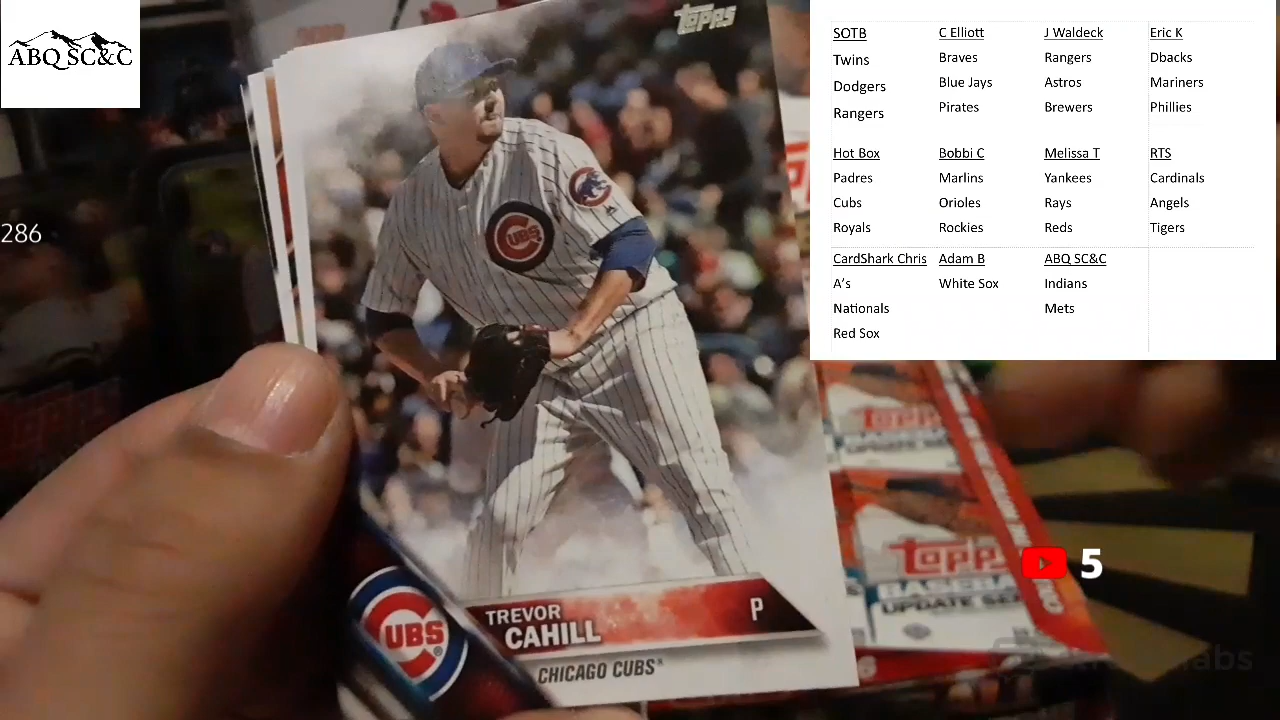 ABQ SC&C
286
TOPPS
CUBS
TREVOR
CAHILL
P
CHICAGO CUBS
CUBS
topps
UPDATE SE
5
SOTB
Twins
Dodgers
Rangers
C Elliott
Braves
Blue Jays
Pirates
J Waldeck
Rangers
Astros
Brewers
Eric K
Dbacks
Mariners
Phillies
Hot Box
Padres
Cubs
Royals
Bobbi C
Marlins
Orioles
Rockies
Melissa T
Yankees
Rays
Reds
RTS
Cardinals
Angels
Tigers
CardShark Chris
A's
Nationals
Red Sox
Adam B
White Sox
ABQ SC&C
Indians
Mets